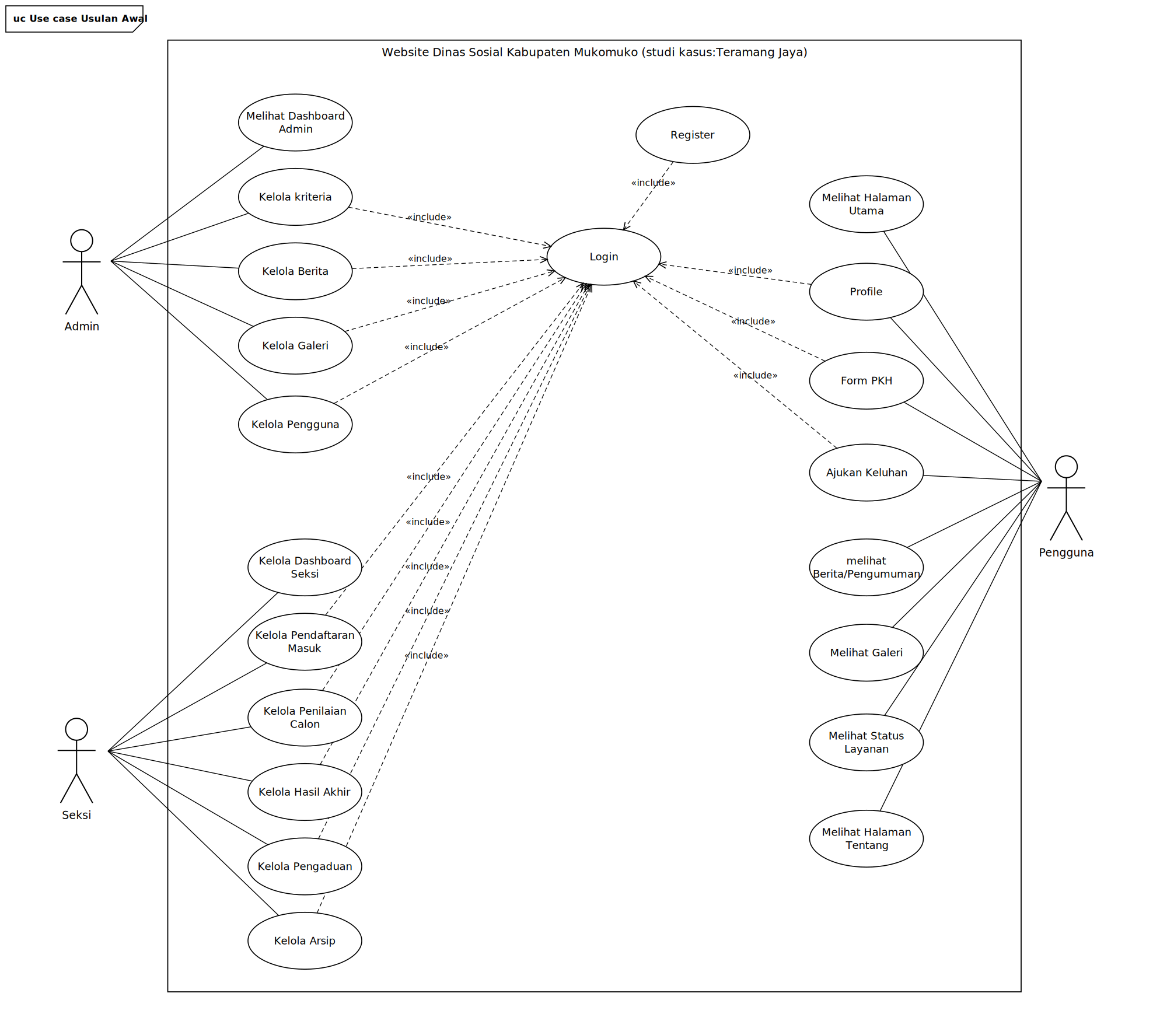 uc Use case Usulan Awal
Website Dinas Sosial Kabupaten Mukomuko (studi kasus:Teramang Jaya)
Melihat Dashboard
Admin
Kelola kriteria
Kelola Berita
Kelola Galeri
Kelola Pengguna
Admin
«include»
«include»
«include»
«include»
Register
«include»
Login
Melihat Halaman
Utama
Profile
Form PKH
Ajukan Keluhan
melihat
Berita/Pengumuman
Melihat Galeri
Melihat Status
Layanan
Melihat Halaman
Tentang
«include»
«include»
«include»
Pengguna
«include»
«include»
«include»
«include»
«include»
Kelola Dashboard
Seksi
Kelola Pendaftaran
Masuk
Kelola Penilaian
Calon
Kelola Hasil Akhir
Kelola Pengaduan
Kelola Arsip
Seksi